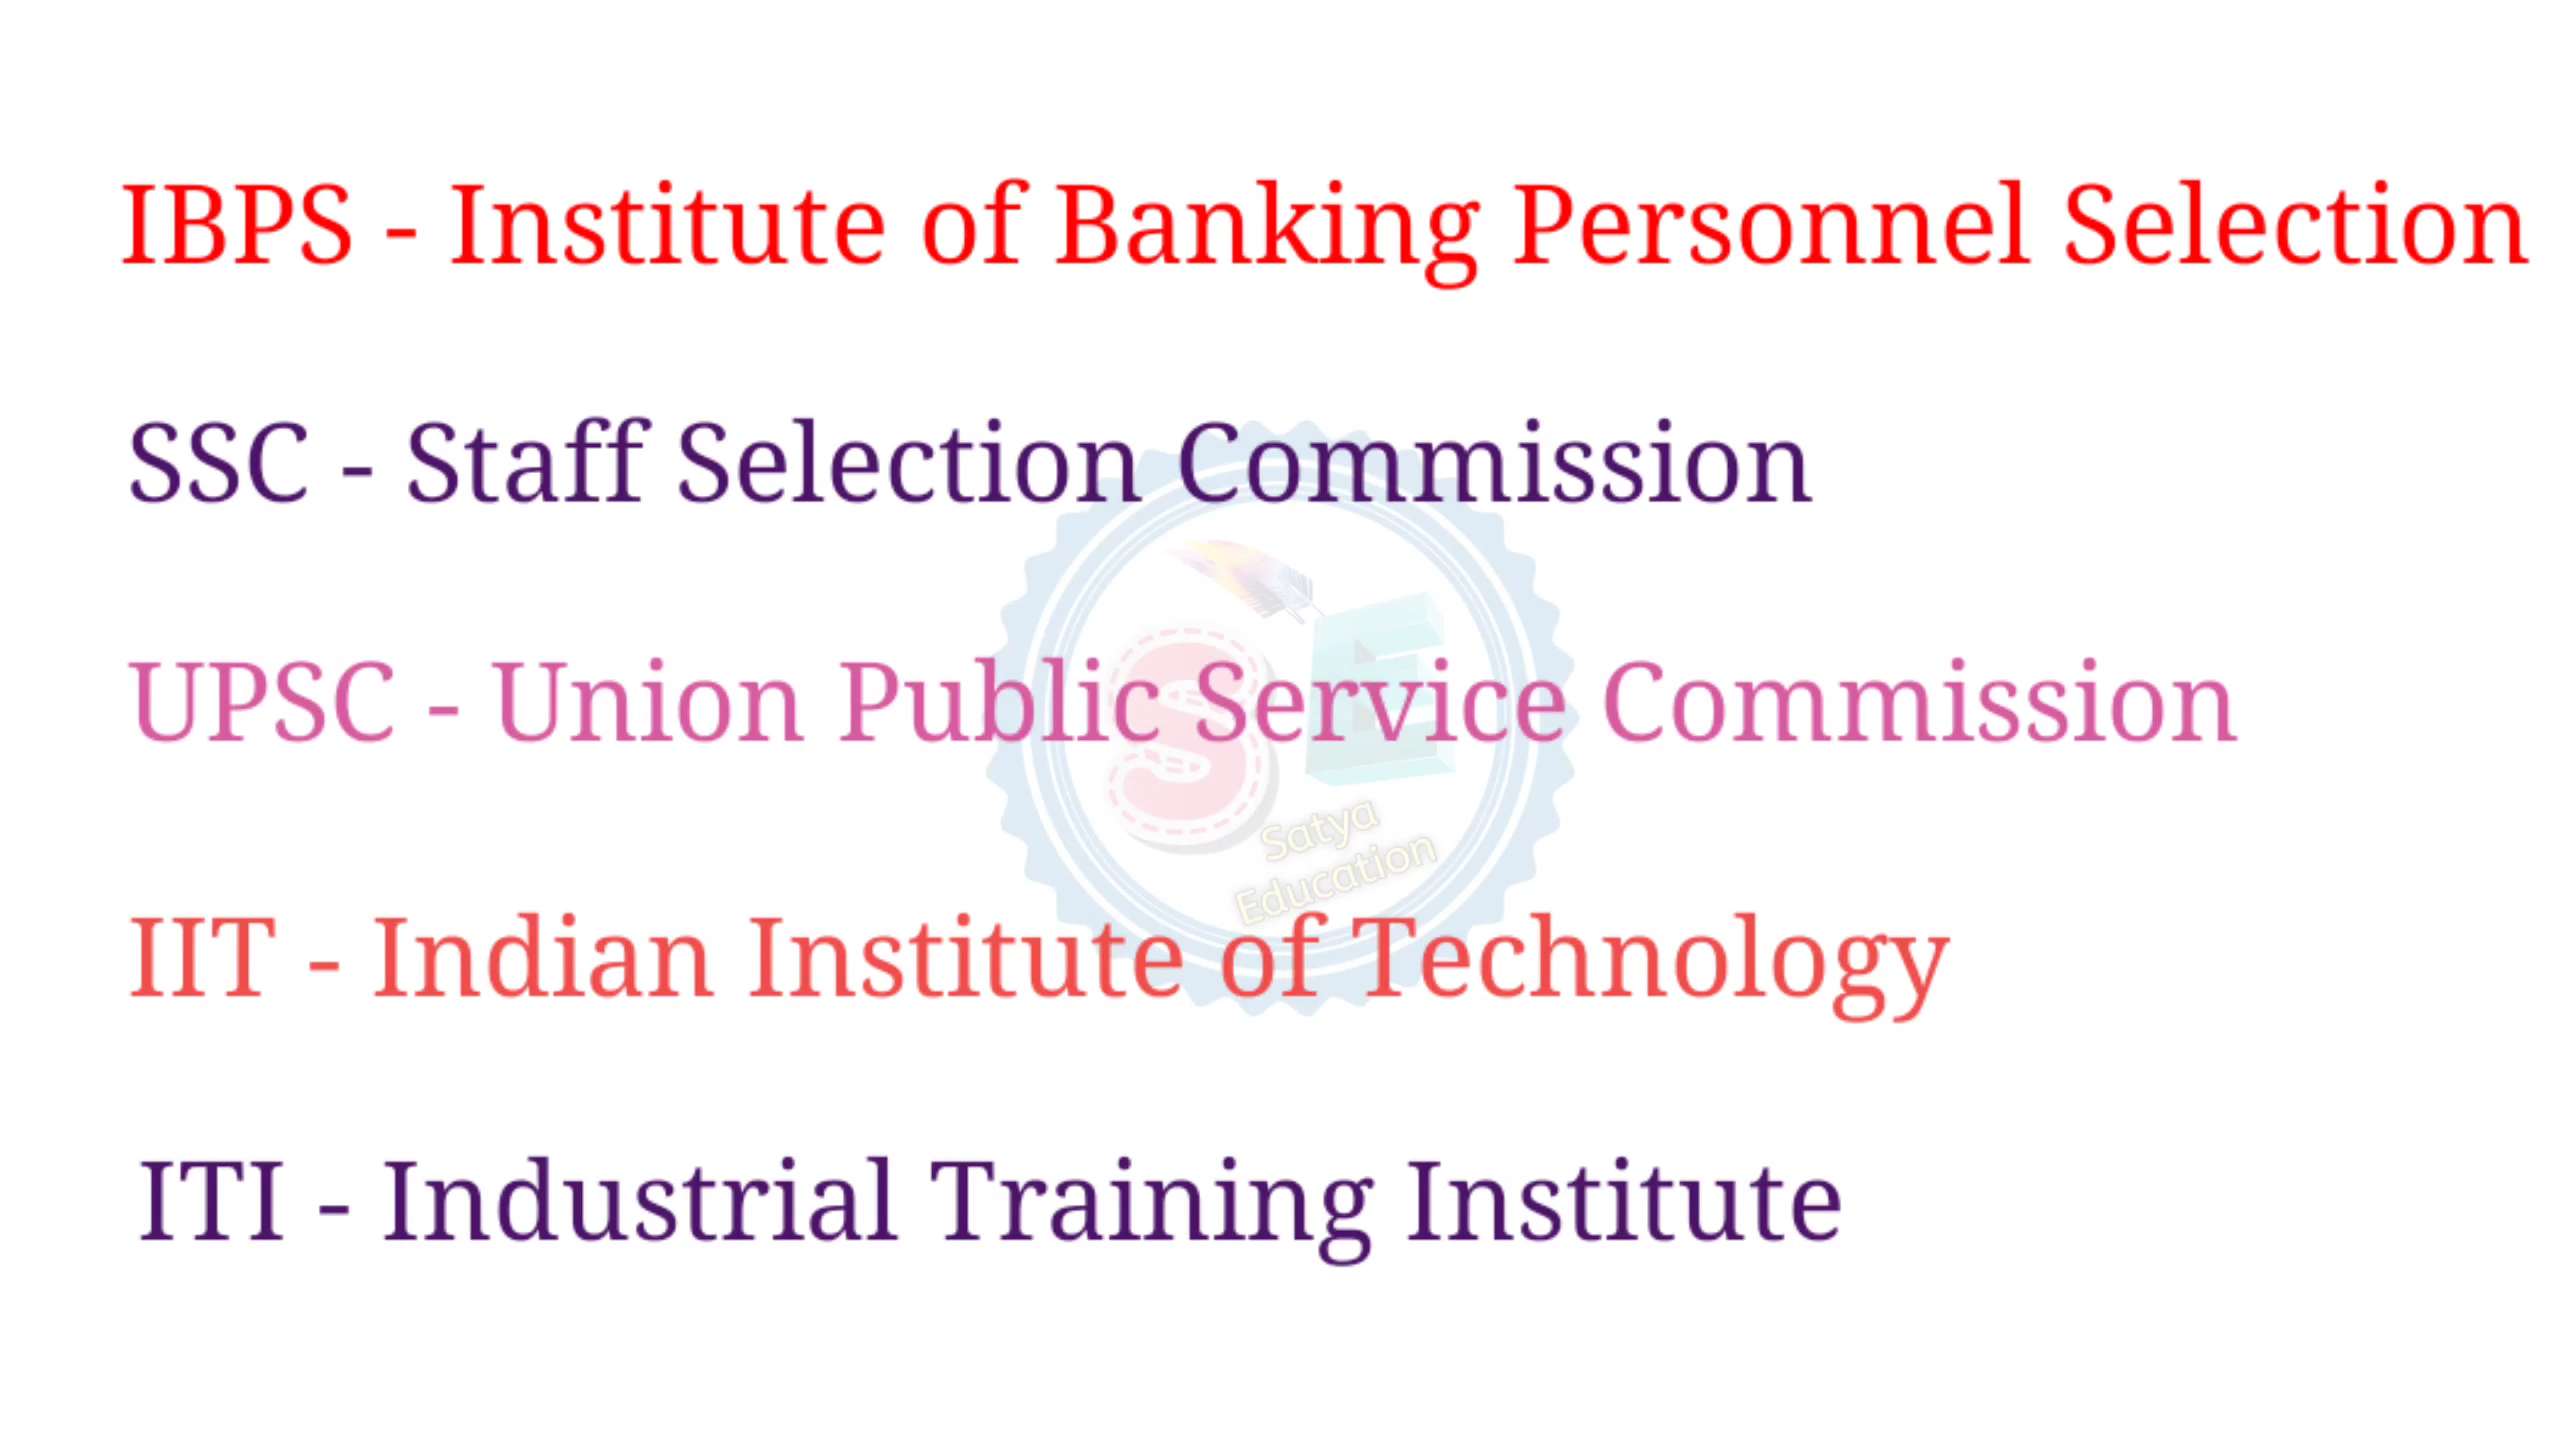 IBPS - Institute of Banking Personnel Selection
SSC - Staff Selection Commission
UPSC - Union Public Service Commission
SE
Satya
Education
IIT - Indian Institute of Technology
ITI - Industrial Training Institute